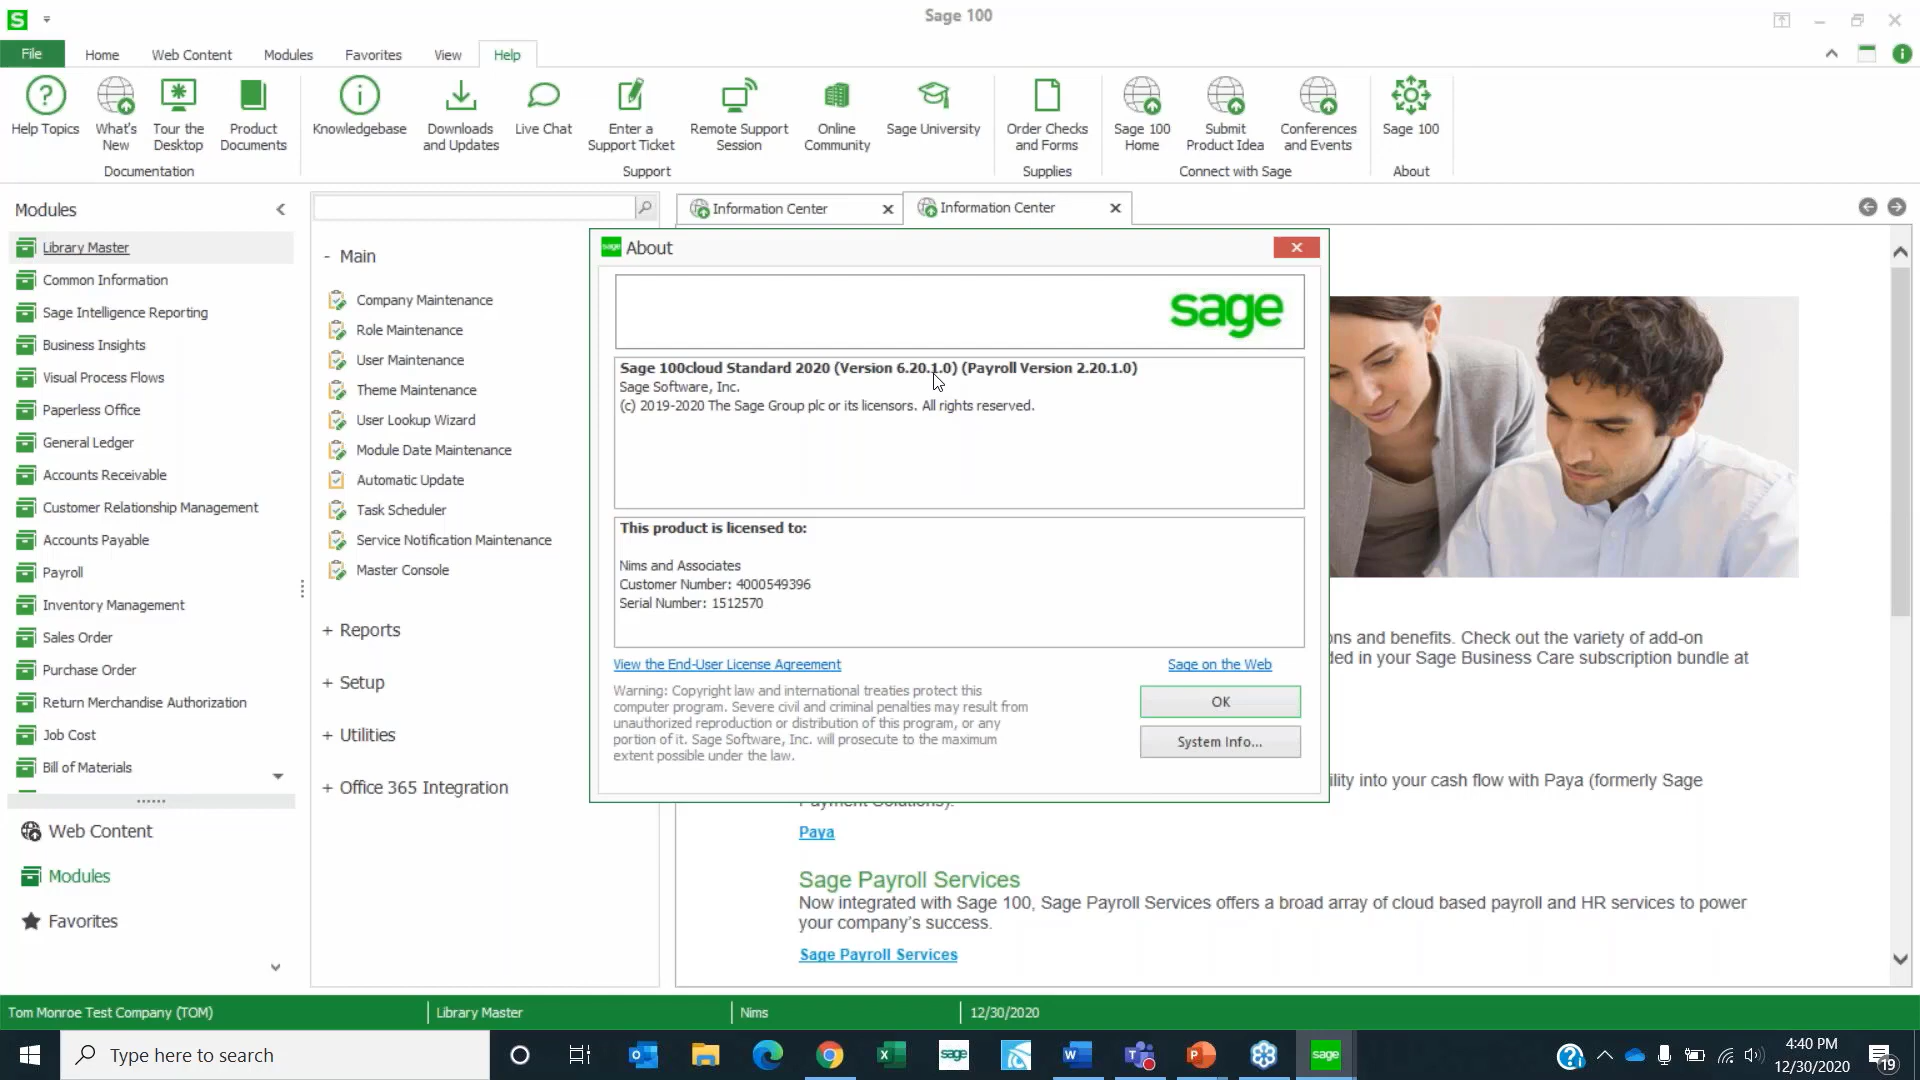 Sage 100
File
Home
Web Content
Modules
Favorites
View
Help
Help Topics
What's
New
Tour the
Desktop
Product
Documents
Documentation
Knowledgebase
Downloads
and Updates
Live Chat
Enter a
Support Ticket
Remote Support
Session
Online
Community
Sage University
Support
Order Checks
and Forms
Supplies
Sage 100
Home
Submit
Product Idea
Conferences
and Events
Connect with Sage
Sage 100
About
Modules
Library Master
Common Information
Sage Intelligence Reporting
Business Insights
Visual Process Flows
Paperless Office
General Ledger
Accounts Receivable
Customer Relationship Management
Accounts Payable
Payroll
Inventory Management
Sales Order
Purchase Order
Return Merchandise Authorization
Job Cost
Bill of Materials
Web Content
Modules
Favorites
- Main
Company Maintenance
Role Maintenance
User Maintenance
Theme Maintenance
User Lookup Wizard
Module Date Maintenance
Automatic Update
Task Scheduler
Service Notification Maintenance
Master Console
+ Reports
+ Setup
+ Utilities
+ Office 365 Integration
Information Center
Information Center
sage About
sage
Sage 100cloud Standard 2020 (Version 6.20.1.0) (Payroll Version 2.20.1.0)
Sage Software, Inc.
(c) 2019-2020 The Sage Group plc or its licensors. All rights reserved.
This product is licensed to:
Nims and Associates
Customer Number: 4000549396
Serial Number: 1512570
View the End-User License Agreement
Sage on the Web
Warning: Copyright law and international treaties protect this
computer program. Severe civil and criminal penalties may result from
unauthorized reproduction or distribution of this program, or any
portion of it. Sage Software, Inc. will prosecute to the maximum
extent possible under the law.
OK
System Info...
and benefits. Check out the variety of add-on
in your Sage Business Care subscription bundle at
into your cash flow with Paya (formerly Sage
Payment Solutions).
Paya
Sage Payroll Services
Now integrated with Sage 100, Sage Payroll Services offers a broad array of cloud based payroll and HR services to power
your company's success.
Sage Payroll Services
Tom Monroe Test Company (TOM)
Library Master
Nims
12/30/2020
Type here to search
sage
sage
4:40 PM
12/30/2020
19